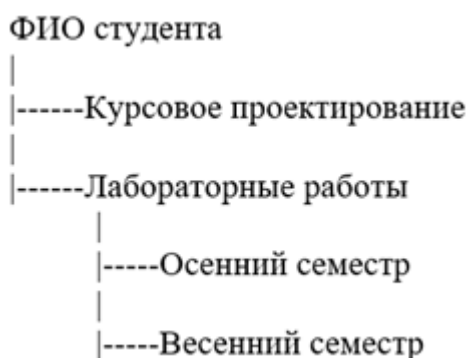 ФИО студента
|
|------Курсовое проектирование
|
|------Лабораторные работы
|
|-----Осенний семестр
|
|-----Весенний семестр